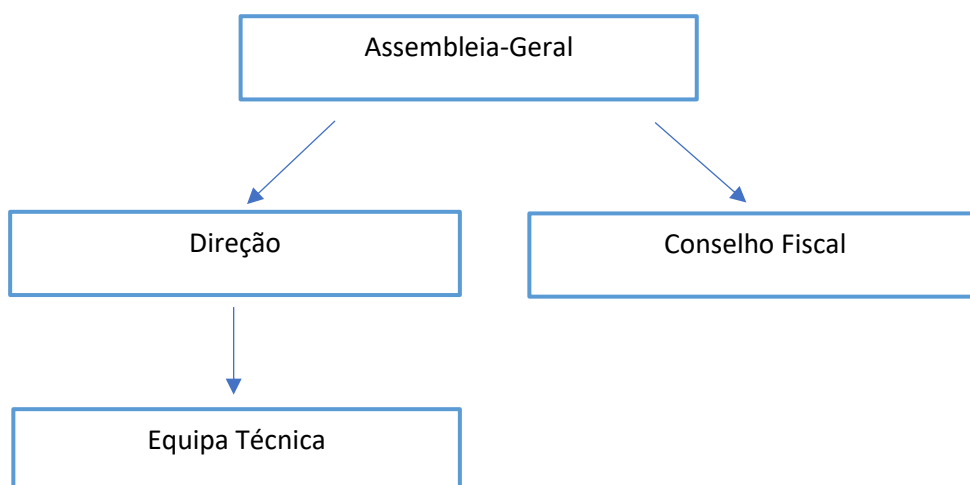 Assembleia-Geral
Direção
Conselho Fiscal
Equipa Técnica